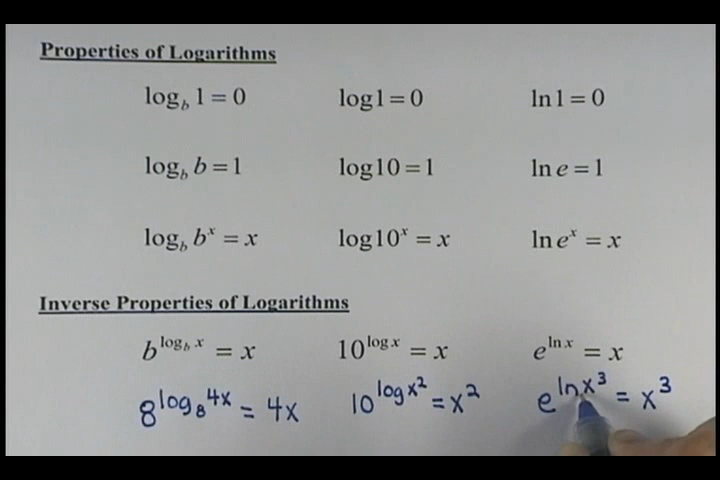 Properties of Logarithms
log_b 1 = 0 log 1 = 0 ln 1 = 0
log_b b = 1 log 10 = 1 ln e = 1
log_b b^x = x log 10^x = x ln e^x = x
Inverse Properties of Logarithms
b^{log_b x} = x 10^{log x} = x e^{ln x} = x
8^{log_8 4x} = 4x 10^{log x^2} = x^2 e^{ln x^3} = x^3